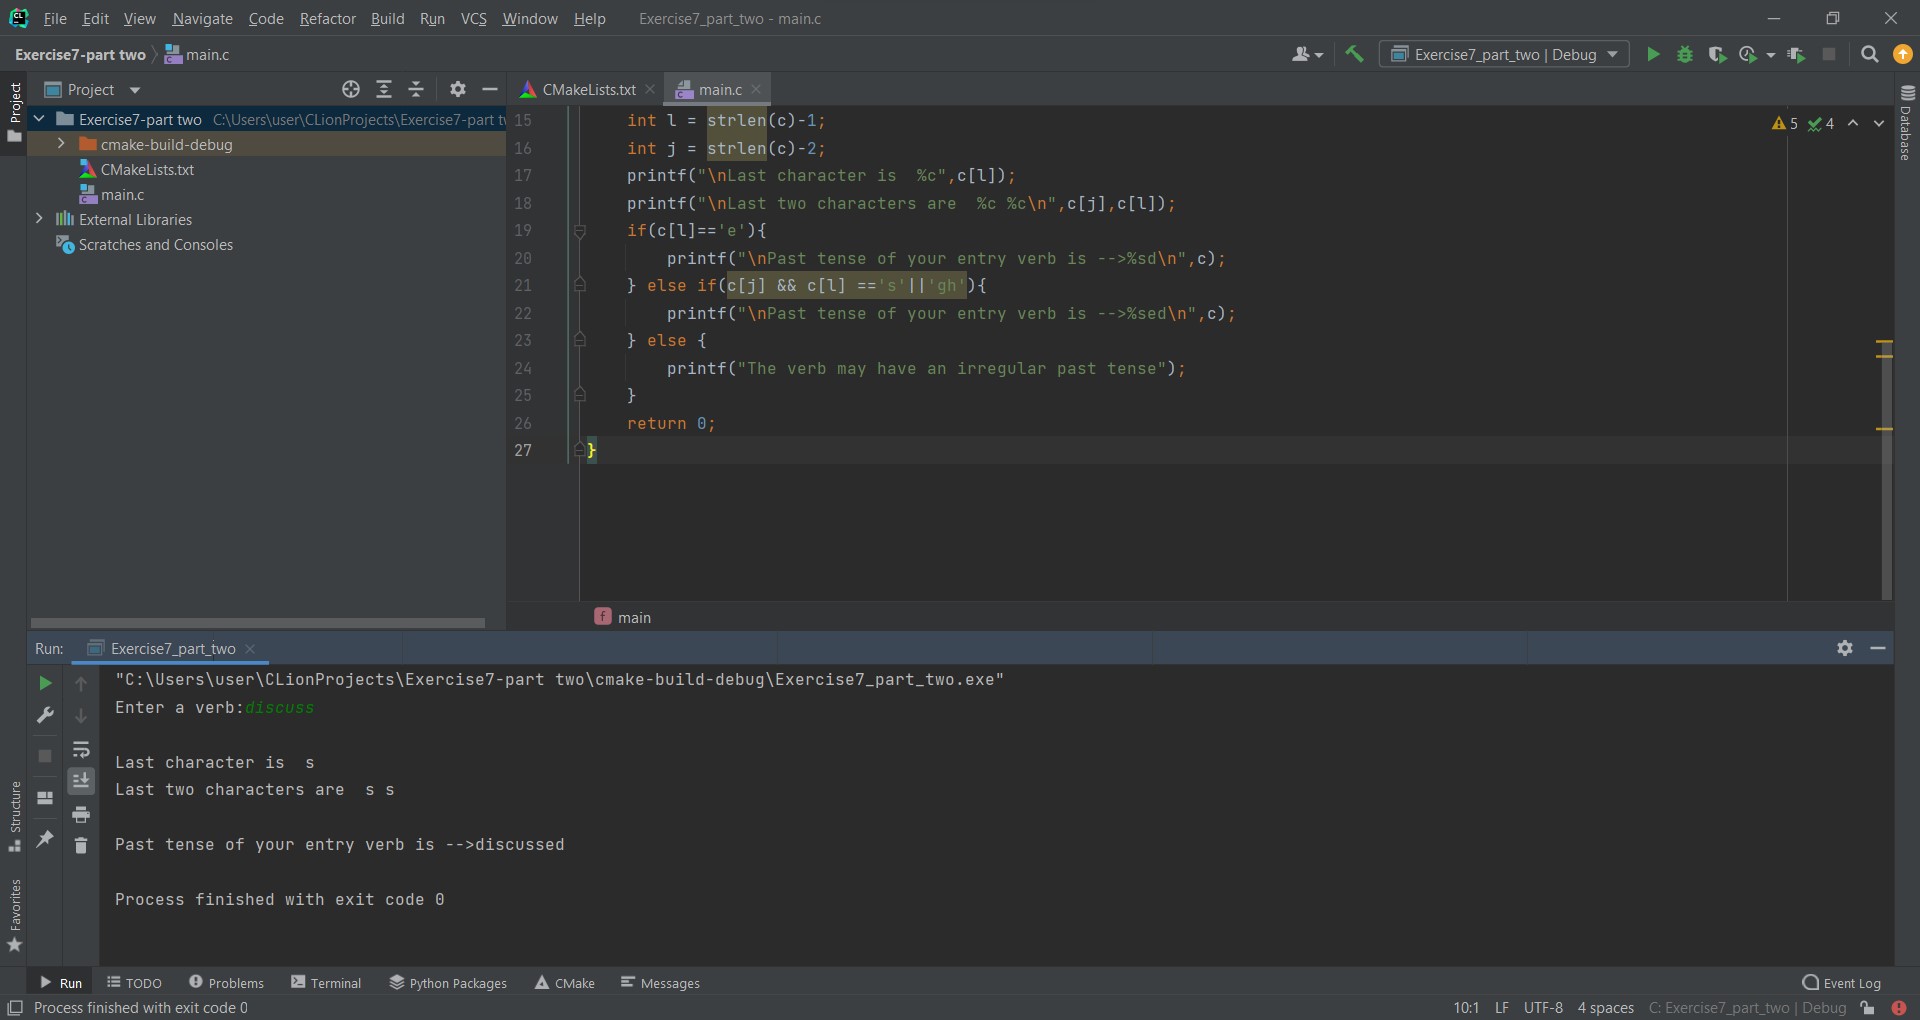 File Edit View Navigate Code Refactor Build Run VCS Window Help Exercise7_part_two - main.c
Exercise7-part two main.c
Exercise7_part_two | Debug
Project
Project
CMakeLists.txt
main.c
Exercise7-part two C:\Users\user\CLionProjects\Exercise7-part t
cmake-build-debug
CMakeLists.txt
main.c
External Libraries
Scratches and Consoles
5 4
Database
15 int l = strlen(c)-1;
16 int j = strlen(c)-2;
17 printf("\nLast character is  %c",c[l]);
18 printf("\nLast two characters are  %c %c\n",c[j],c[l]);
19 if(c[l]=='e'){
20 printf("\nPast tense of your entry verb is -->%sd\n",c);
21 } else if(c[j] && c[l] =='s'||'gh'){
22 printf("\nPast tense of your entry verb is -->%sed\n",c);
23 } else {
24 printf("The verb may have an irregular past tense");
25 }
26 return 0;
27 }
f main
Run: Exercise7_part_two
"C:\Users\user\CLionProjects\Exercise7-part two\cmake-build-debug\Exercise7_part_two.exe"
Enter a verb:discuss
Last character is  s
Last two characters are  s s
Past tense of your entry verb is -->discussed
Process finished with exit code 0
Structure
Favorites
Run TODO Problems Terminal Python Packages CMake Messages Event Log
Process finished with exit code 0 10:1 LF UTF-8 4 spaces C: Exercise7_part_two | Debug